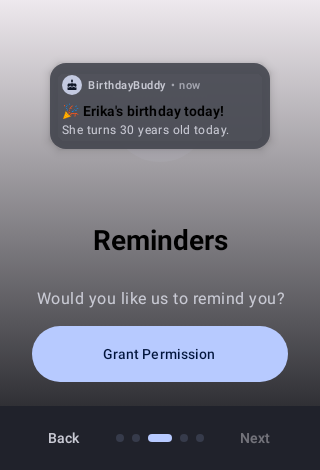 BirthdayBuddy • now
🎉 Erika's birthday today!
She turns 30 years old today.
Reminders
Would you like us to remind you?
Grant Permission
Back
Next